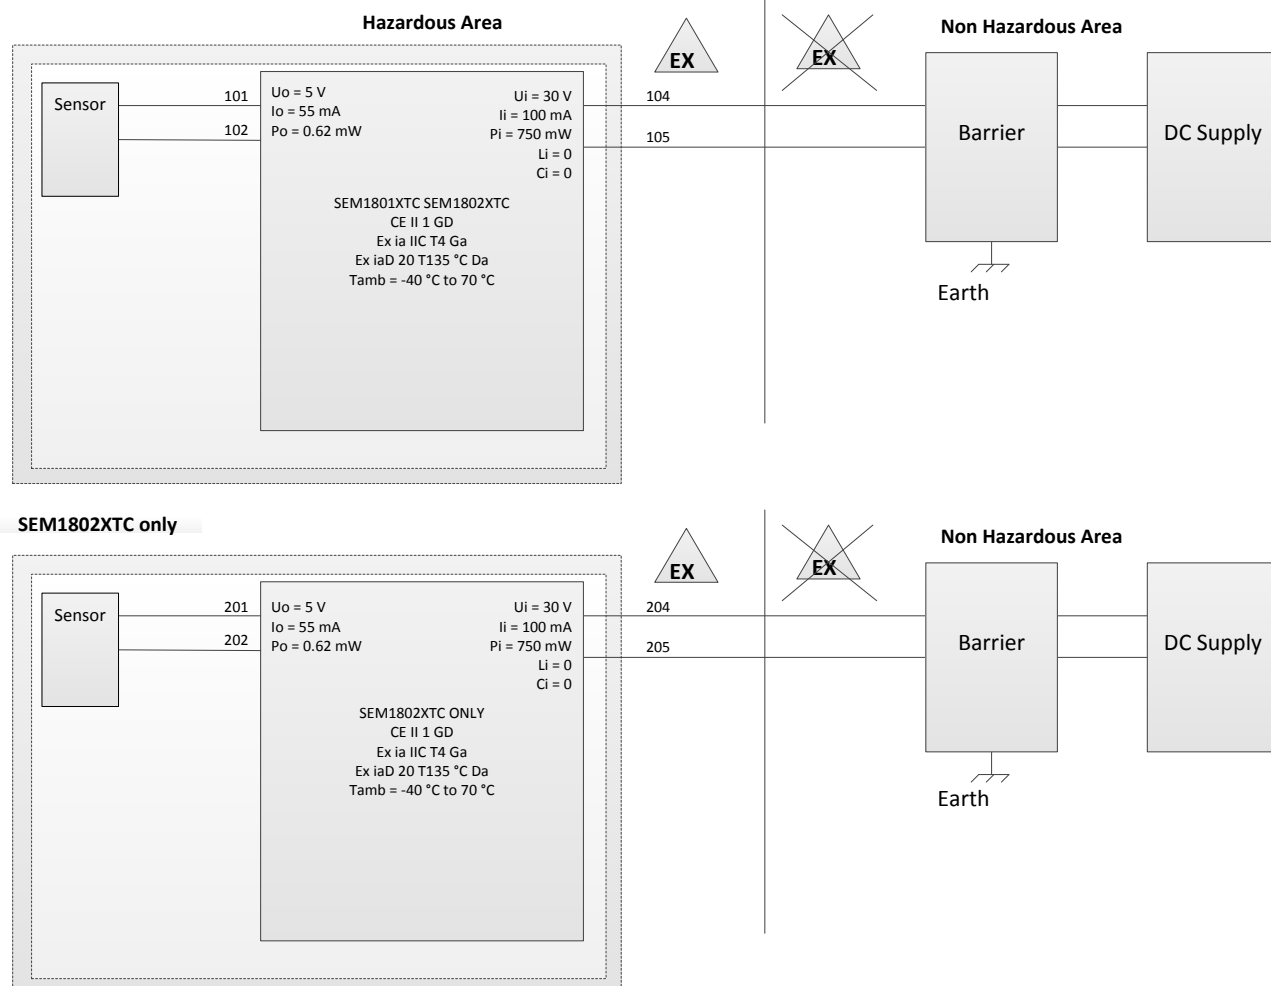 Hazardous Area
EX
EX
Non Hazardous Area
Sensor
101
102
Uo = 5 V
Io = 55 mA
Po = 0.62 mW
Ui = 30 V
Ii = 100 mA
Pi = 750 mW
Li = 0
Ci = 0
104
105
SEM1801XTC SEM1802XTC
CE II 1 GD
Ex ia IIC T4 Ga
Ex iaD 20 T135 °C Da
Tamb = -40 °C to 70 °C
Barrier
DC Supply
Earth
SEM1802XTC only
EX
EX
Non Hazardous Area
Sensor
201
202
Uo = 5 V
Io = 55 mA
Po = 0.62 mW
Ui = 30 V
Ii = 100 mA
Pi = 750 mW
Li = 0
Ci = 0
204
205
SEM1802XTC ONLY
CE II 1 GD
Ex ia IIC T4 Ga
Ex iaD 20 T135 °C Da
Tamb = -40 °C to 70 °C
Barrier
DC Supply
Earth